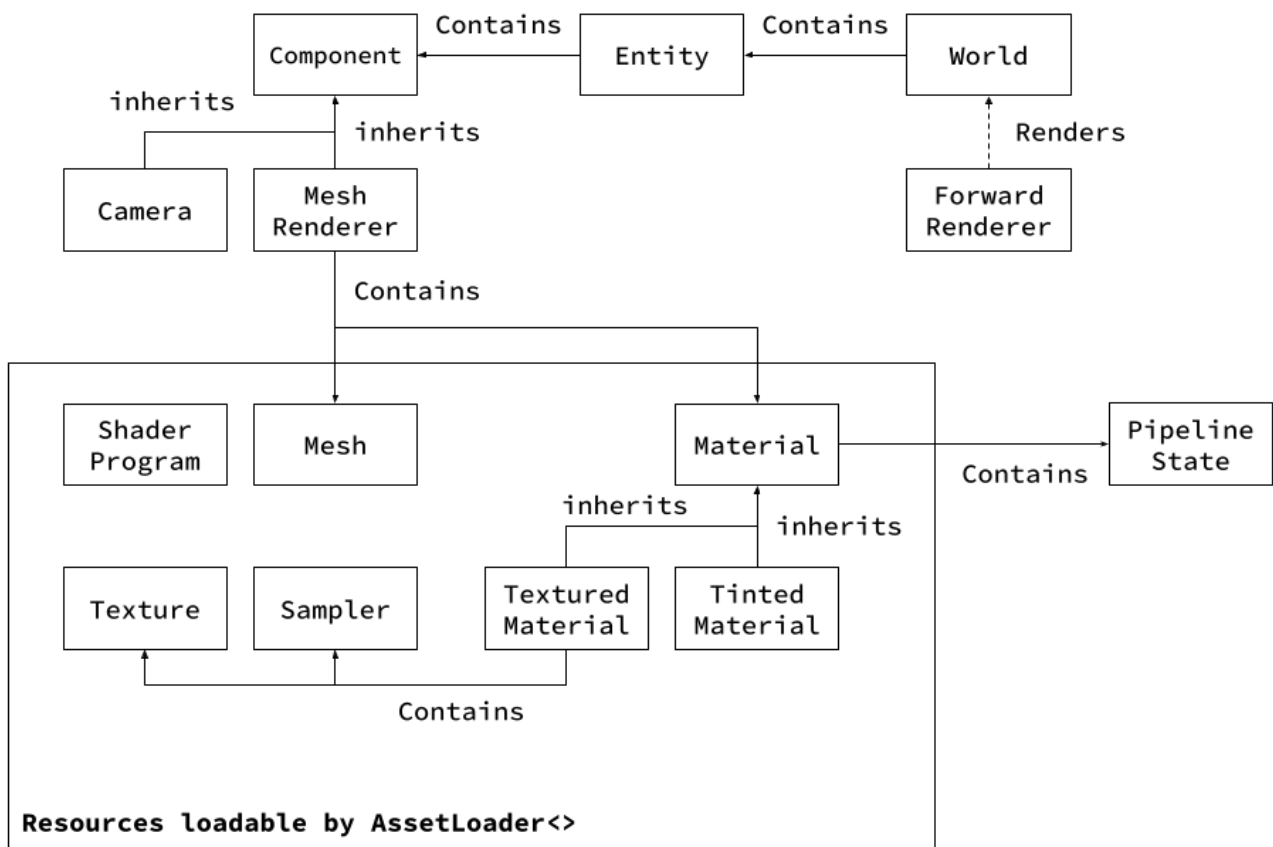 Contains
Contains
Component
Entity
World
inherits
inherits
Renders
Camera
Mesh
Renderer
Forward
Renderer
Contains
Shader
Program
Mesh
Material
Pipeline
State
Contains
inherits
inherits
Texture
Sampler
Textured
Material
Tinted
Material
Contains
Resources loadable by AssetLoader<>